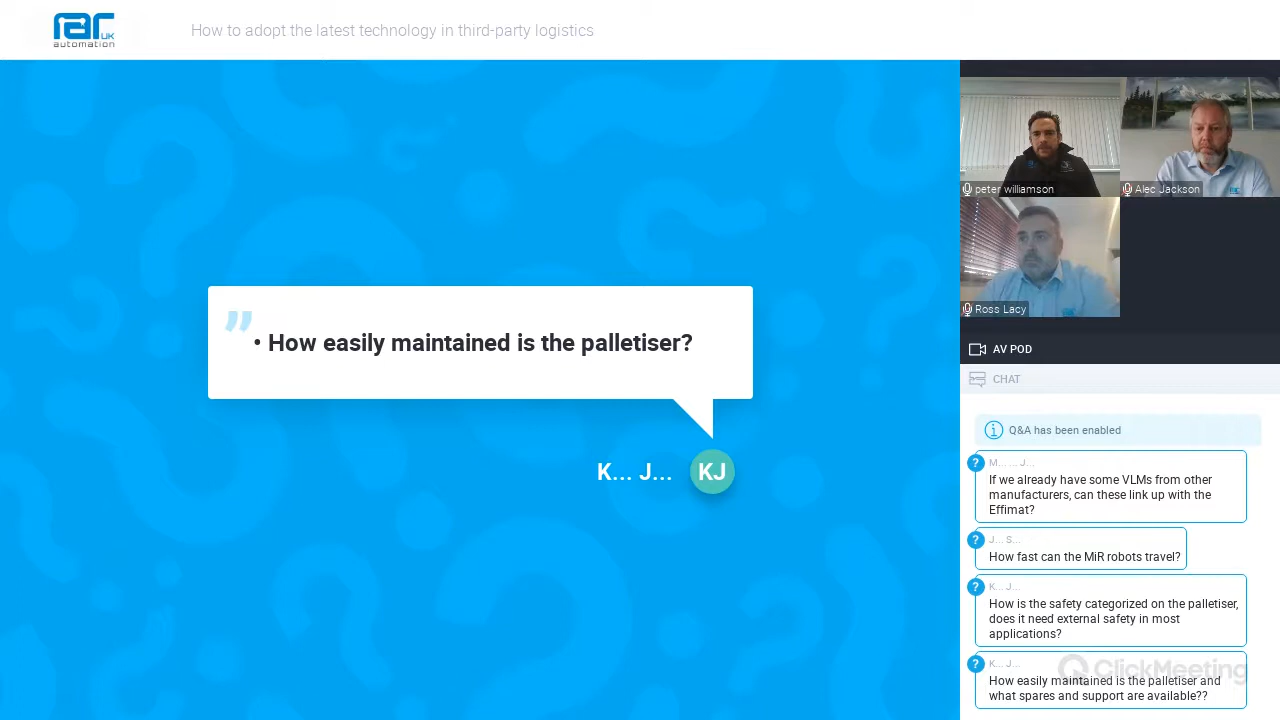 rar UK
automation
How to adopt the latest technology in third-party logistics
” • How easily maintained is the palletiser?
K... J... KJ
peter williamson
Alec Jackson
Ross Lacy
AV POD
CHAT
Q&A has been enabled
? M... ... J...
If we already have some VLMs from other
manufacturers, can these link up with the
Effimat?
? J... S...
How fast can the MiR robots travel?
? K... J...
How is the safety categorized on the palletiser,
does it need external safety in most
applications?
? K... J...
ClickMeeting
How easily maintained is the palletiser and
what spares and support are available??